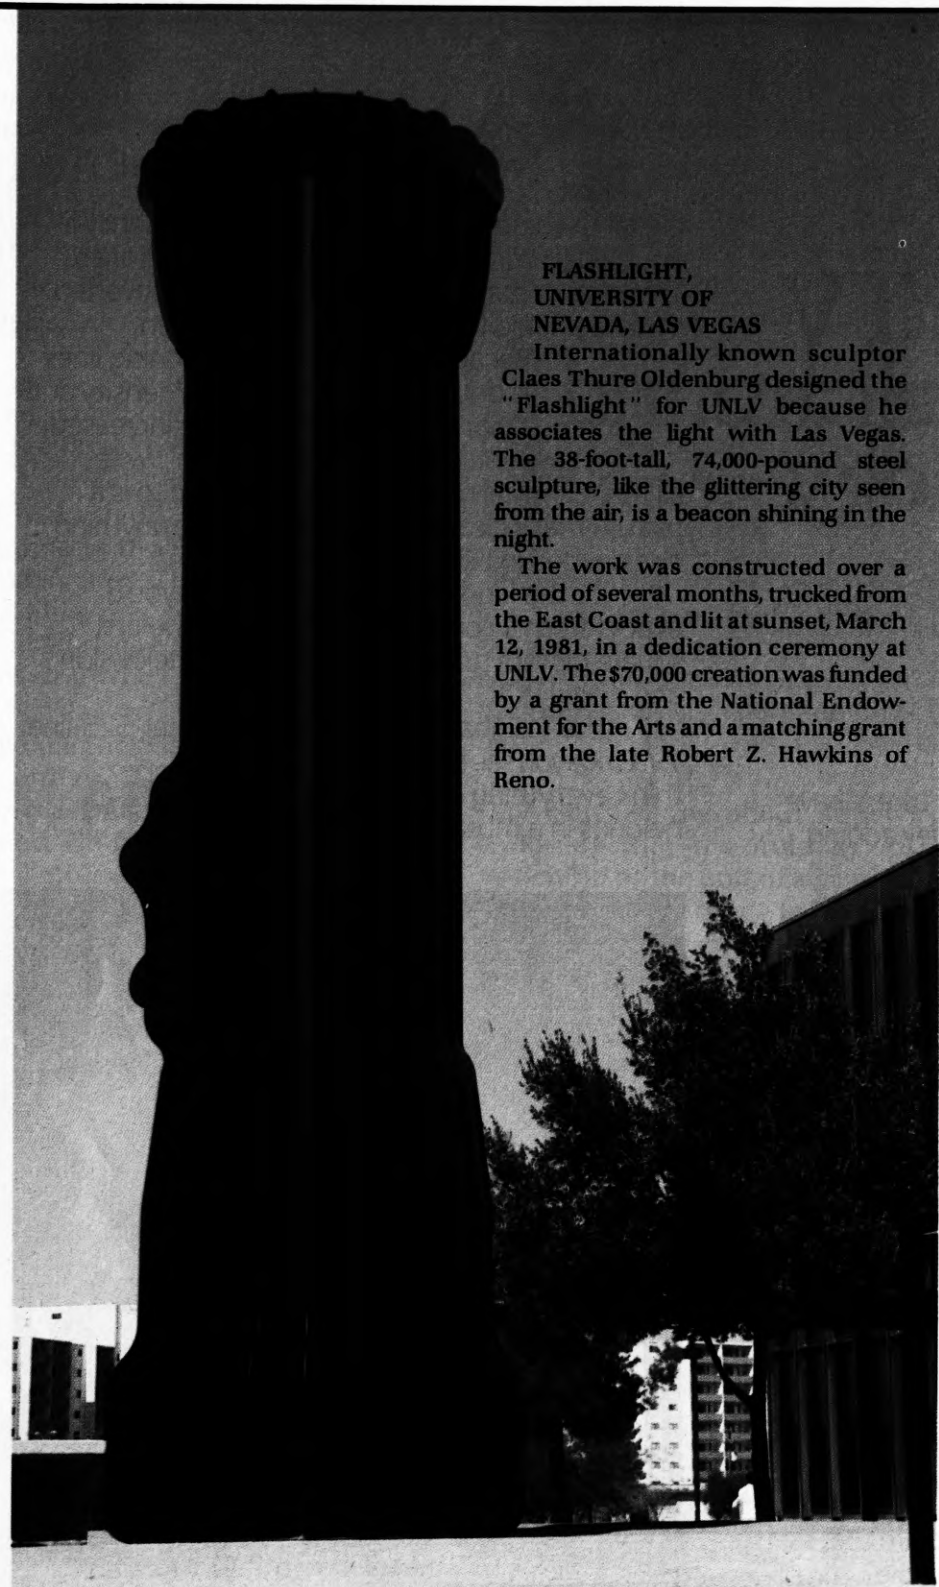 FLASHLIGHT,
UNIVERSITY OF
NEVADA, LAS VEGAS
Internationally known sculptor
Claes Thure Oldenburg designed the
"Flashlight" for UNLV because he
associates the light with Las Vegas.
The 38-foot-tall, 74,000-pound steel
sculpture, like the glittering city seen
from the air, is a beacon shining in the
night.
The work was constructed over a
period of several months, trucked from
the East Coast and lit at sunset, March
12, 1981, in a dedication ceremony at
UNLV. The $70,000 creation was funded
by a grant from the National Endow-
ment for the Arts and a matching grant
from the late Robert Z. Hawkins of
Reno.